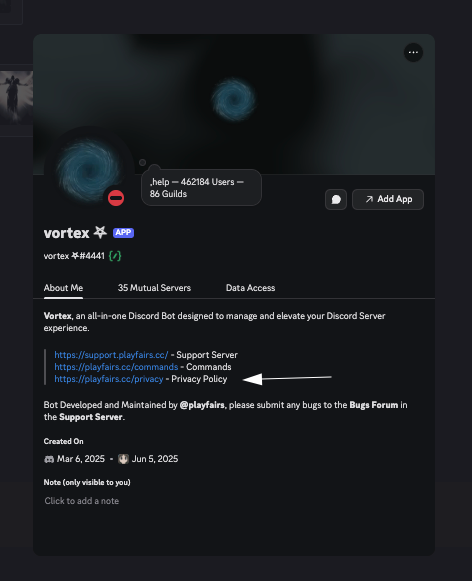 ,help — 462184 Users —
86 Guilds
Add App
vortex ⛧ APP
vortex ⛧#4441 {/}
About Me
35 Mutual Servers
Data Access
Vortex, an all-in-one Discord Bot designed to manage and elevate your Discord Server
experience.
https://support.playfairs.cc/ - Support Server
https://playfairs.cc/commands - Commands
https://playfairs.cc/privacy - Privacy Policy
Bot Developed and Maintained by @playfairs, please submit any bugs to the Bugs Forum in
the Support Server.
Created On
Mar 6, 2025 - Jun 5, 2025
Note (only visible to you)
Click to add a note